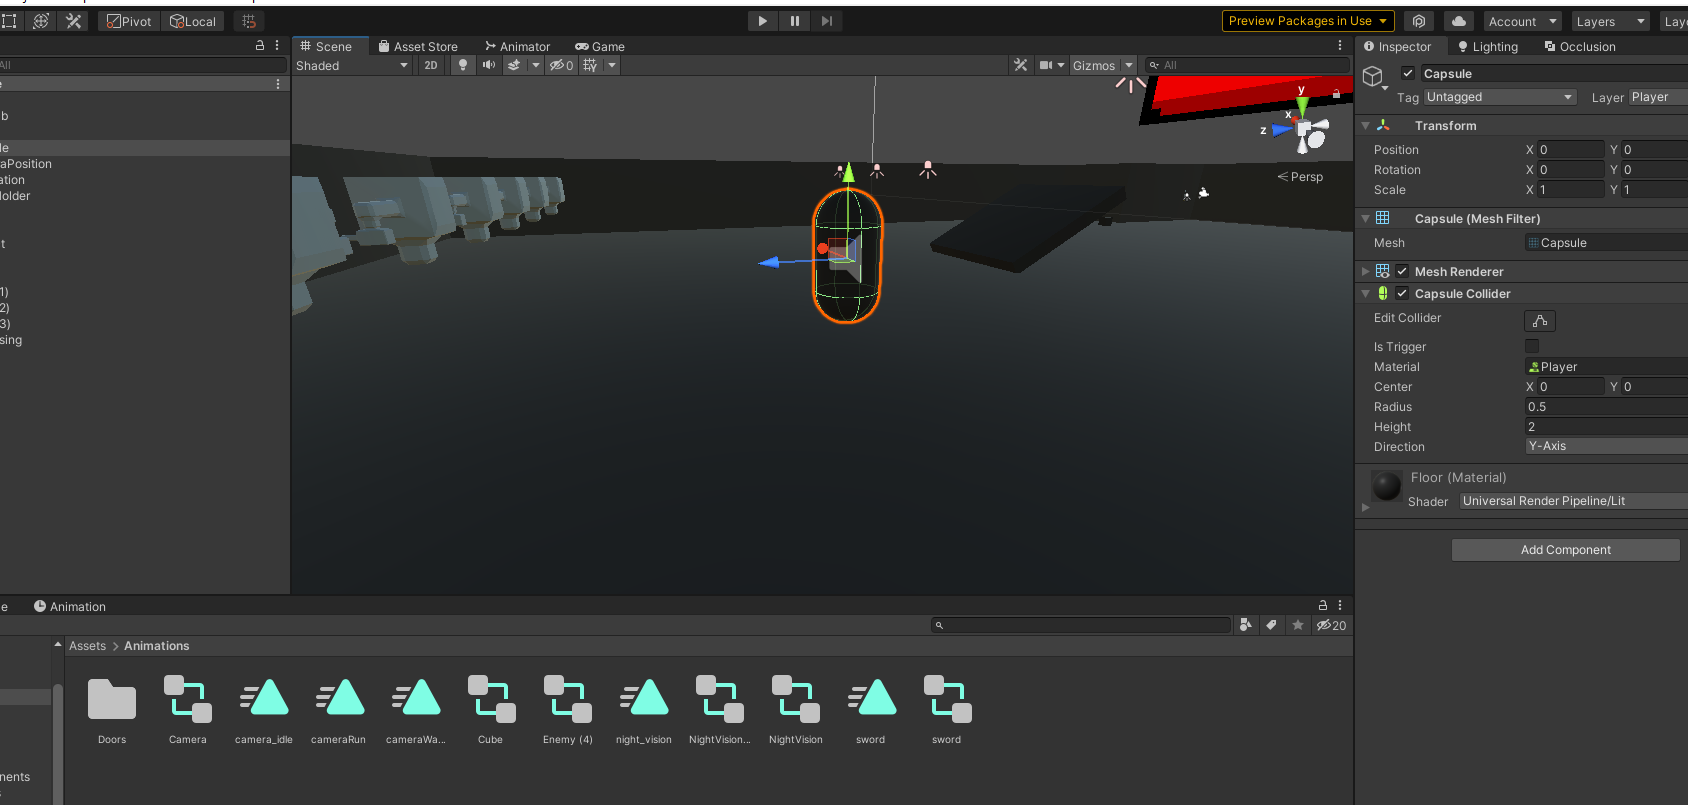 Pivot Local Preview Packages in Use Account Layers Lay
Scene Asset Store Animator Game Inspector Lighting Occlusion
All Shaded 2D 0 Gizmos All
Capsule
Tag Untagged Layer Player
Transform
Position X 0 Y 0
Rotation X 0 Y 0
Scale X 1 Y 1
Capsule (Mesh Filter)
Mesh Capsule
Mesh Renderer
Capsule Collider
Edit Collider
Is Trigger
Material Player
Center X 0 Y 0
Radius 0.5
Height 2
Direction Y-Axis
Floor (Material)
Shader Universal Render Pipeline/Lit
Add Component
y
x
z
Persp
e
b
le
aPosition
ation
older
t
1)
2)
3)
sing
e Animation
20
Assets > Animations
Doors Camera camera_idle cameraRun cameraWa... Cube Enemy (4) night_vision NightVision... NightVision sword sword
nents